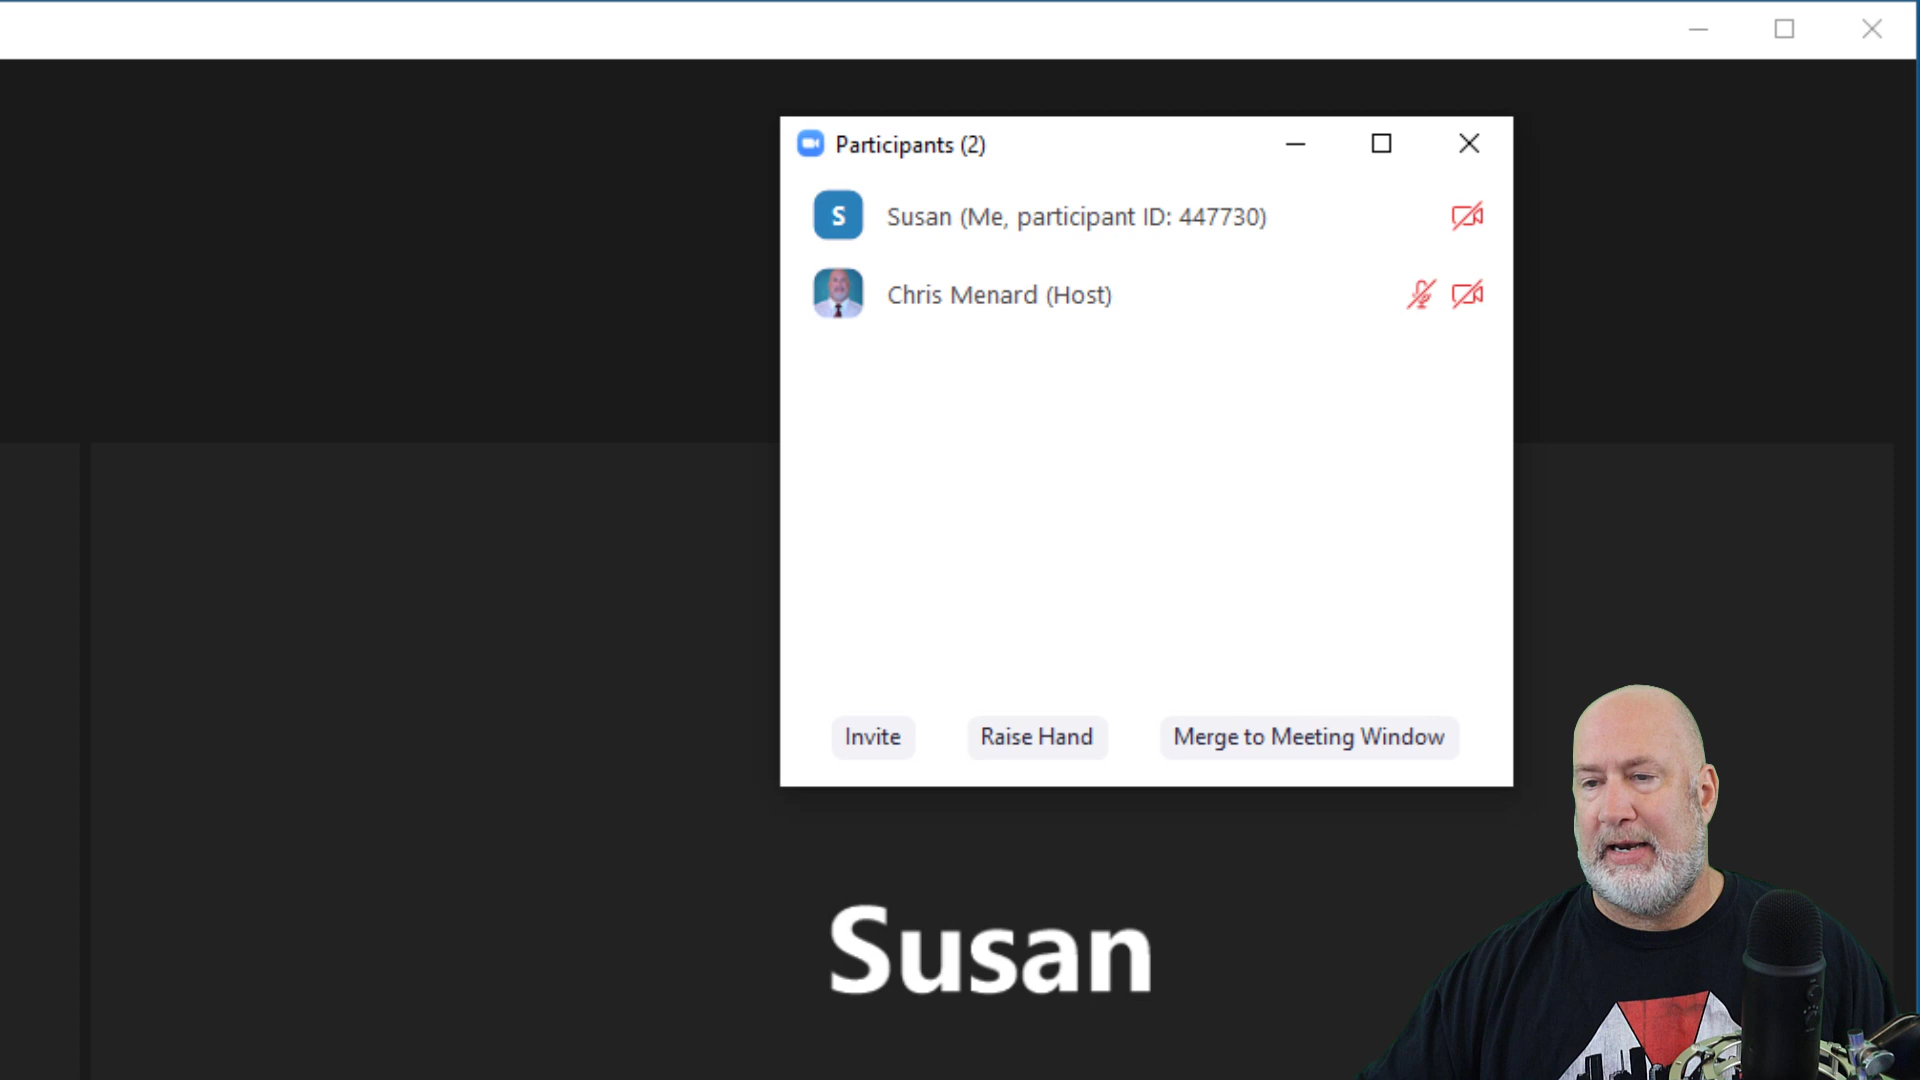 Participants (2)
S
Susan (Me, participant ID: 447730)
Chris Menard (Host)
Invite
Raise Hand
Merge to Meeting Window
Susan